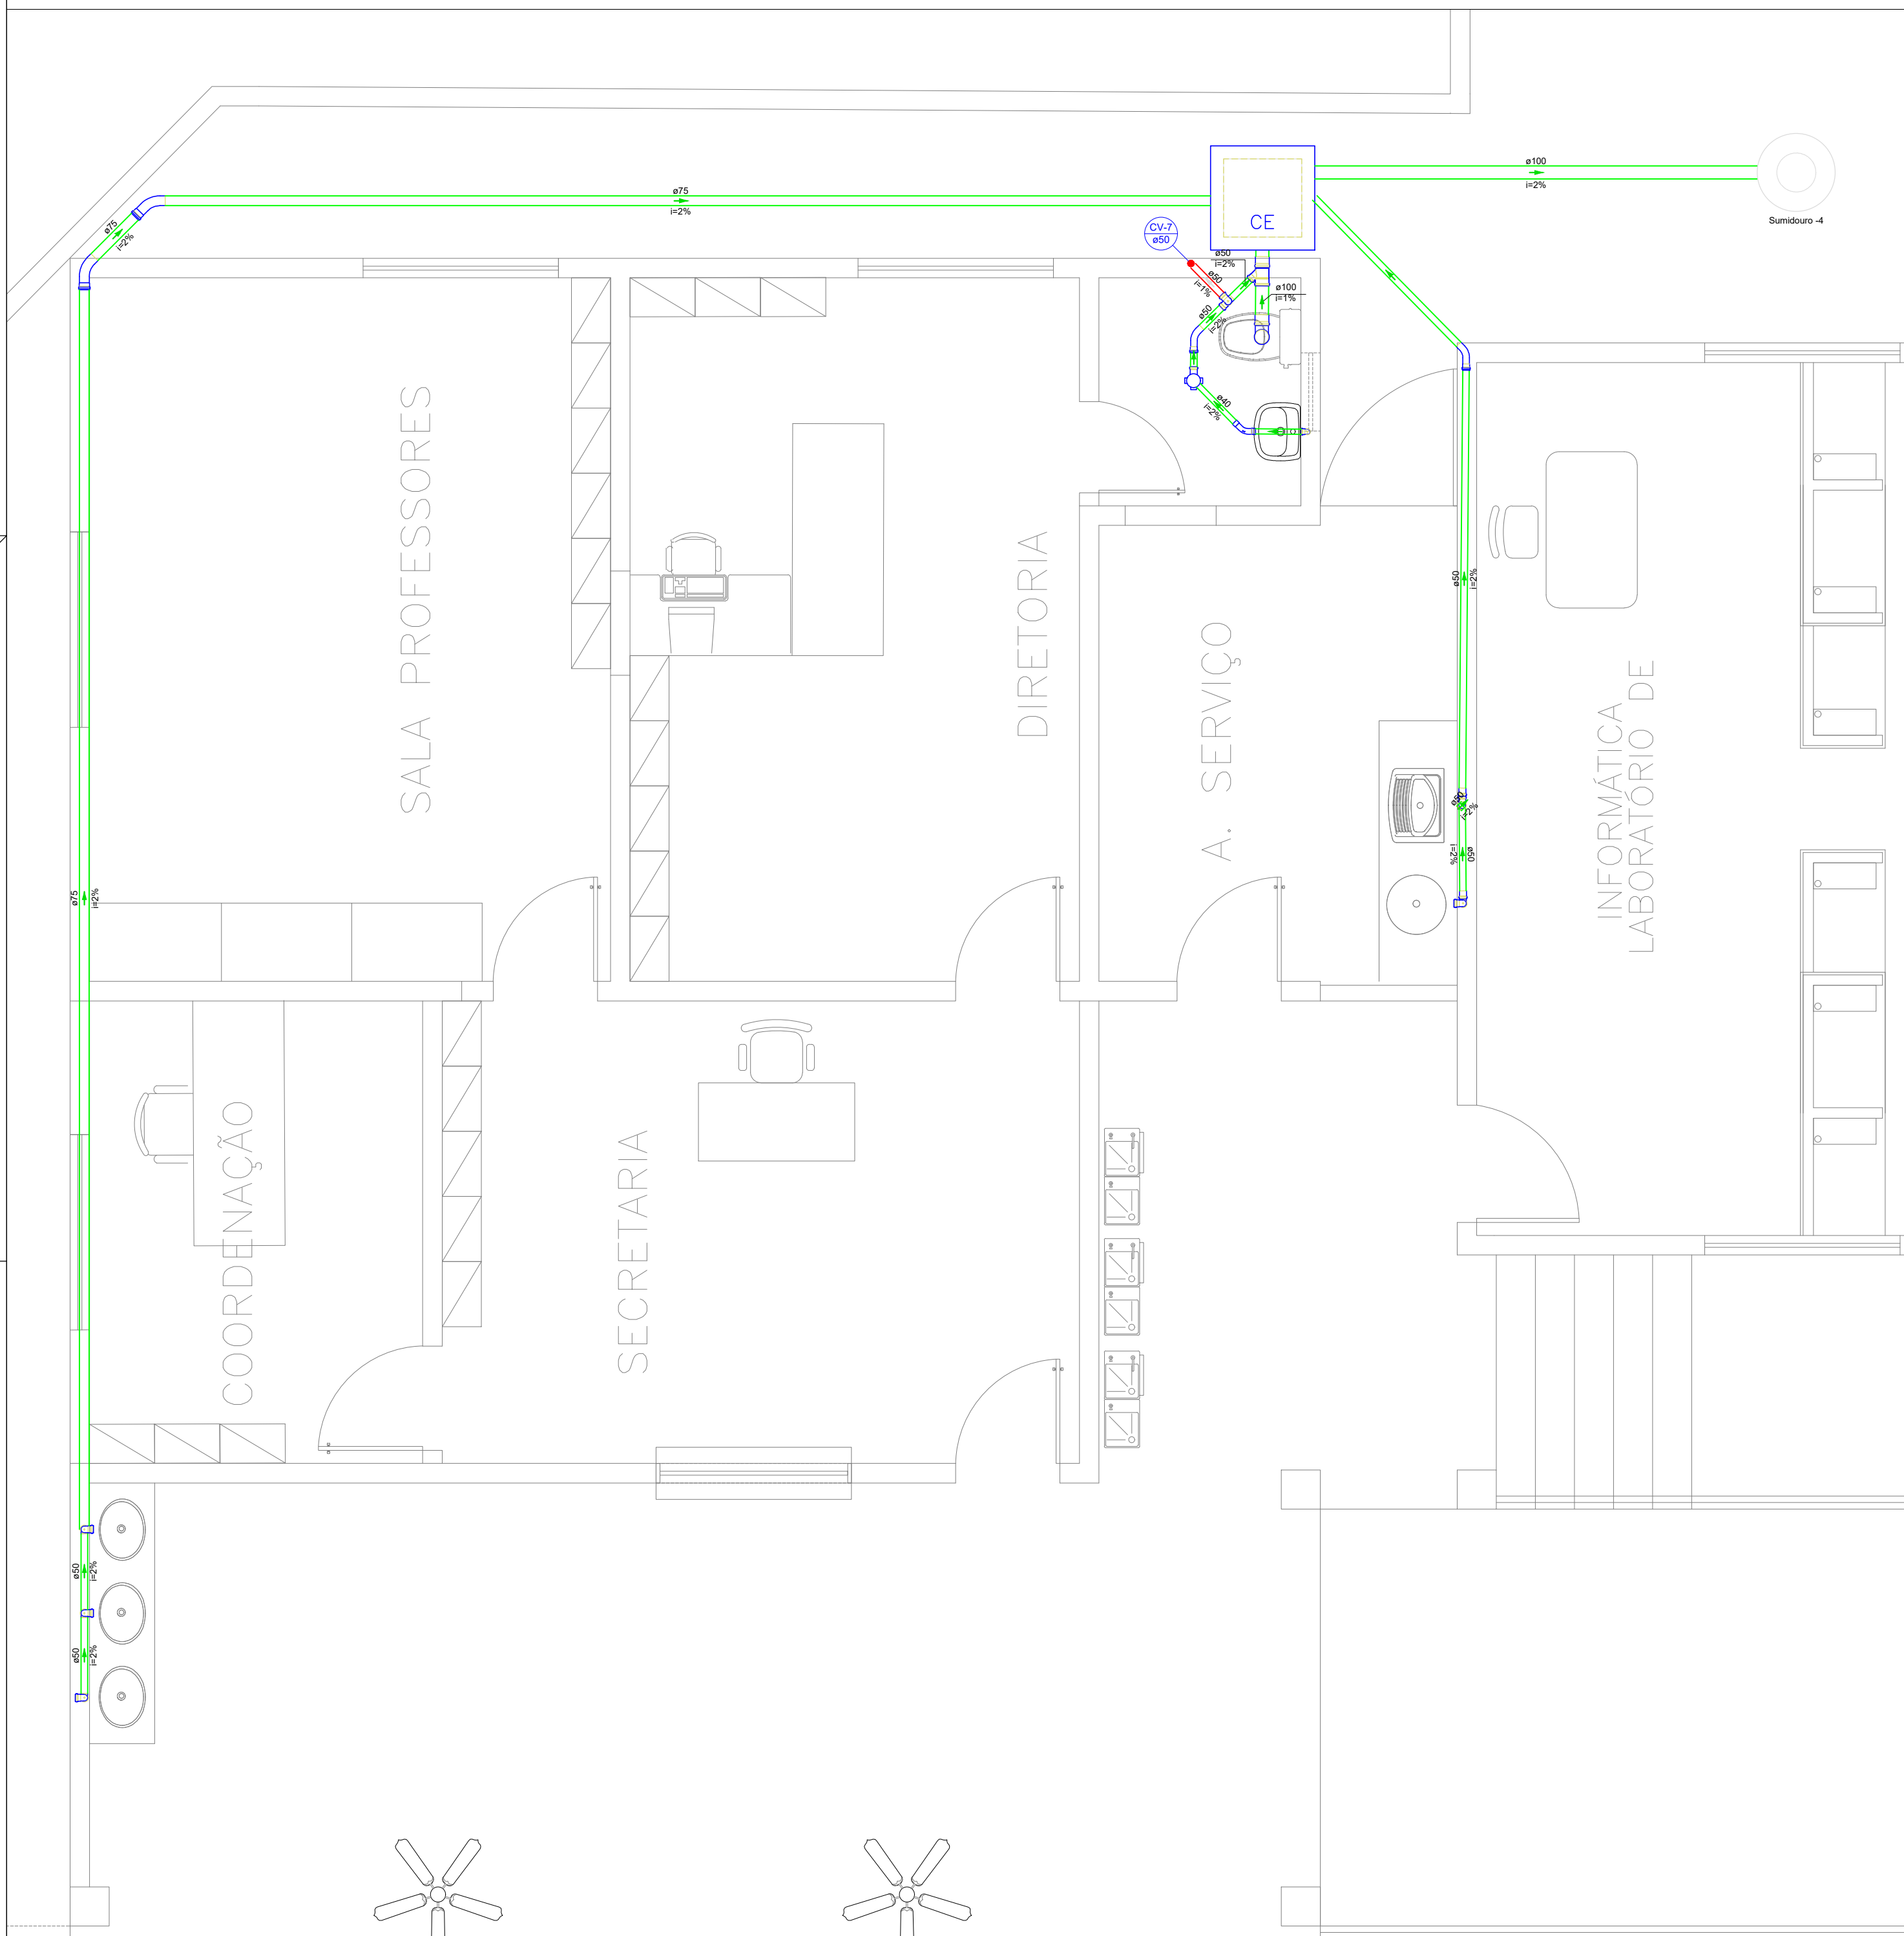 ø100
i=2%
Sumidouro -4
ø75
i=2%
ø75
i=2%
CE
CV-7
ø50
ø50
i=2%
ø50
i=1%
ø100
i=1%
ø50
i=2%
ø40
i=2%
SALA PROFESSORES
DIRETORIA
A. SERVIÇO
ø50
i=2%
LABORATÓRIO DE
INFORMÁTICA
ø50
i=2%
ø50
i=2%
ø75
i=2%
COORDENAÇÃO
SECRETARIA
ø50
i=2%
ø50
i=2%